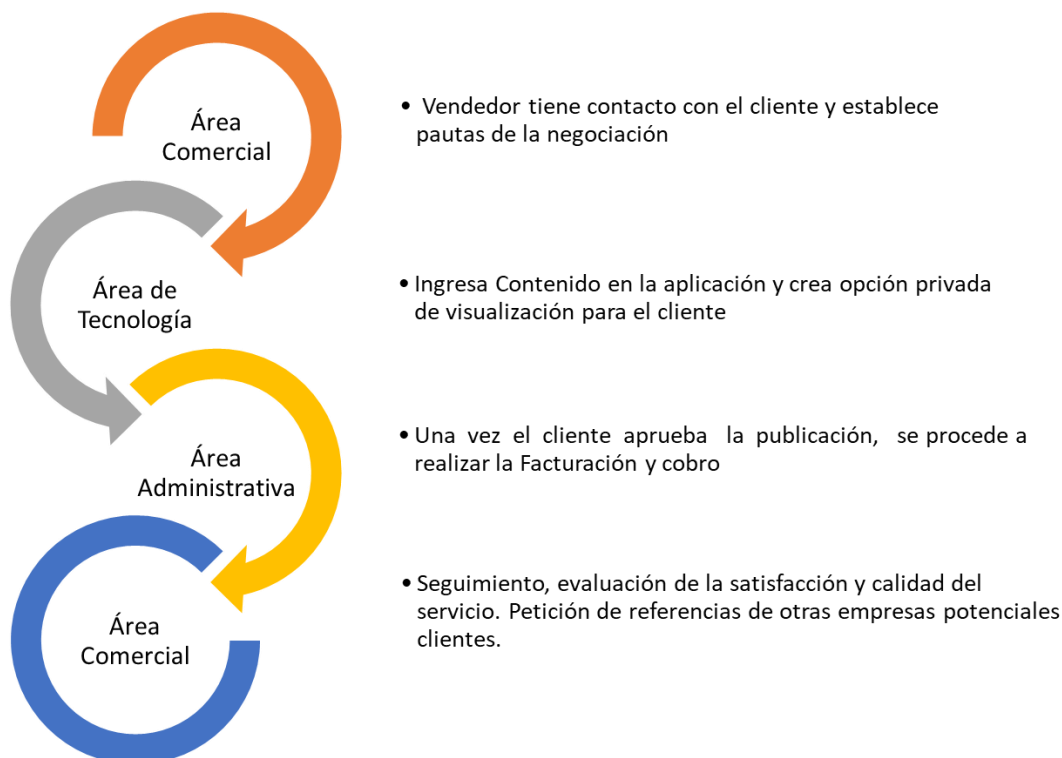 Área
Comercial
• Vendedor tiene contacto con el cliente y establece
pautas de la negociación
Área de
Tecnología
• Ingresa Contenido en la aplicación y crea opción privada
de visualización para el cliente
Área
Administrativa
• Una vez el cliente aprueba la publicación, se procede a
realizar la Facturación y cobro
Área
Comercial
• Seguimiento, evaluación de la satisfacción y calidad del
servicio. Petición de referencias de otras empresas potenciales
clientes.